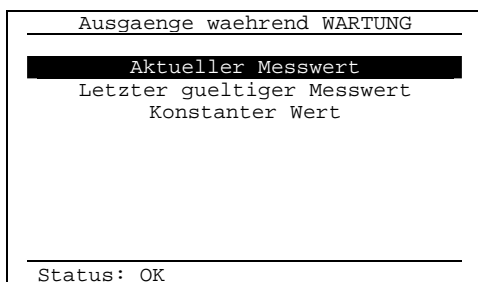 Ausgaenge waehrend WARTUNG
Aktueller Messwert
Letzter gueltiger Messwert
Konstanter Wert
Status: OK